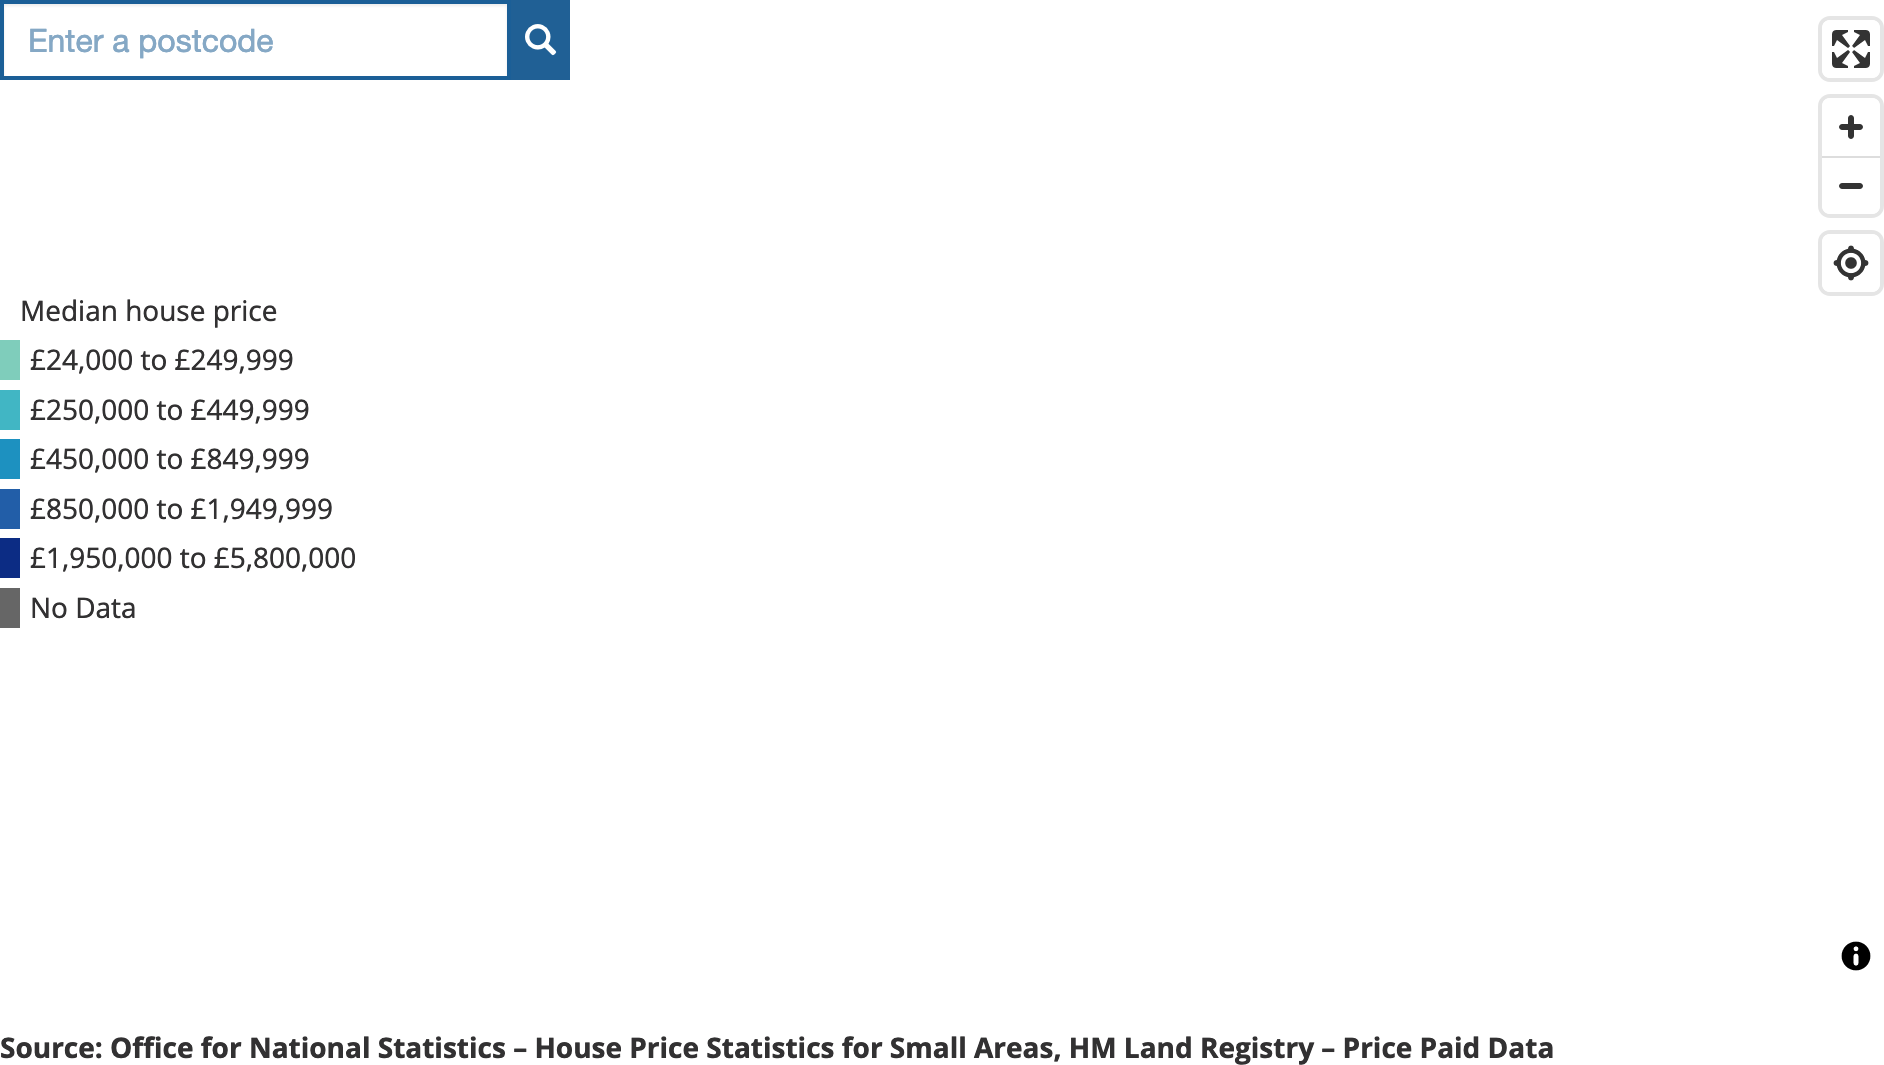 Enter a postcode
Median house price
£24,000 to £249,999
£250,000 to £449,999
£450,000 to £849,999
£850,000 to £1,949,999
£1,950,000 to £5,800,000
No Data
Source: Office for National Statistics – House Price Statistics for Small Areas, HM Land Registry – Price Paid Data